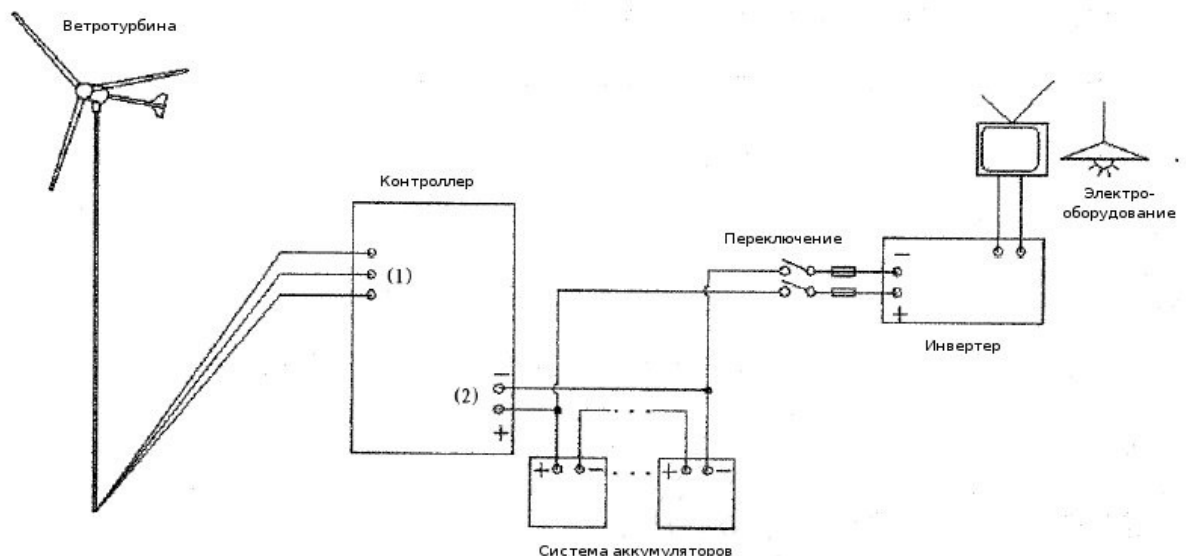 Ветротурбина
Контроллер
(1)
(2)
−
+
Переключение
−
+
Инвертер
Электро-
оборудование
+ − . . . + −
Система аккумуляторов